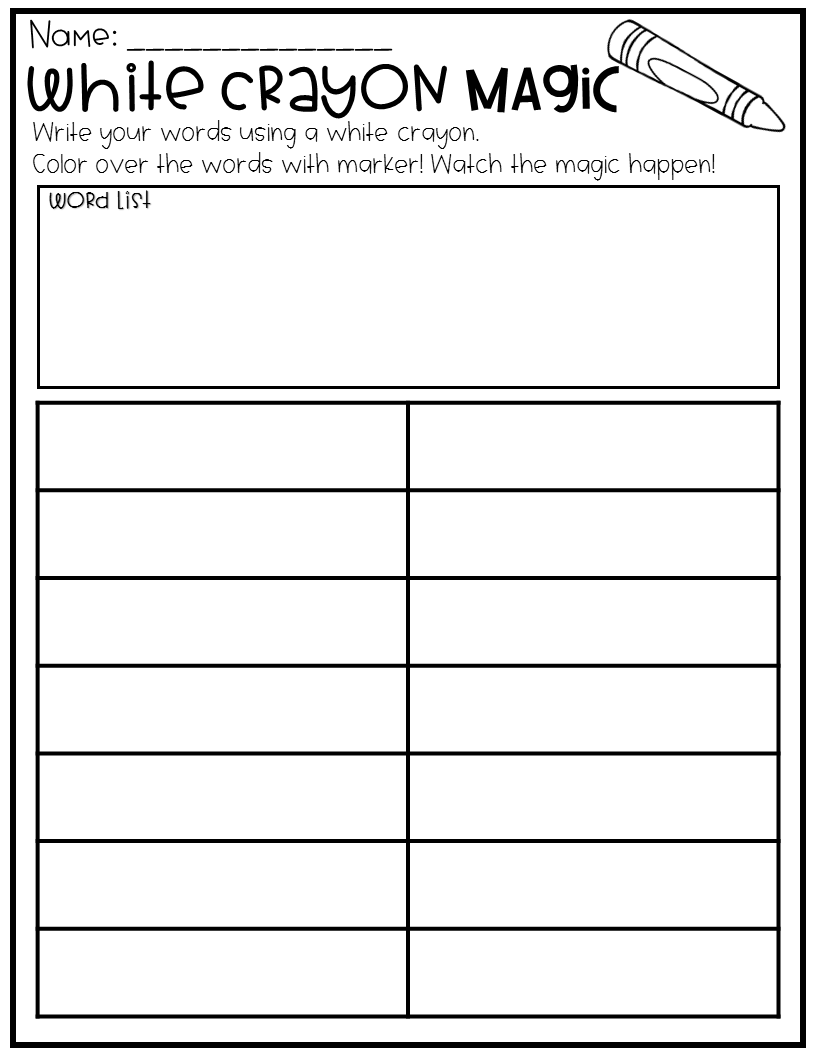 Name: ______________
White Crayon Magic
Write your words using a white crayon.
Color over the words with marker! Watch the magic happen!
Word List